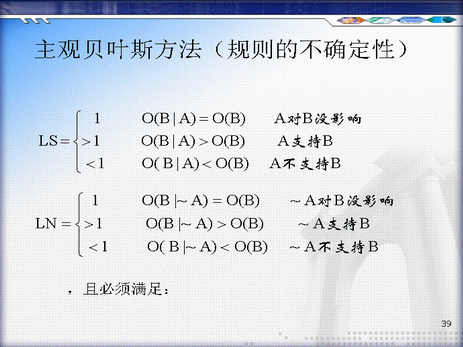 主观贝叶斯方法（规则的不确定性）
1 O(B | A) = O(B) A对B没影响
LS = >1 O(B | A) > O(B) A支持B
<1 O( B | A) < O(B) A不支持B
1 O(B |~ A) = O(B) ~ A对B没影响
LN = >1 O(B |~ A) > O(B) ~ A支持B
<1 O( B |~ A) < O(B) ~ A不支持B
，且必须满足：
39